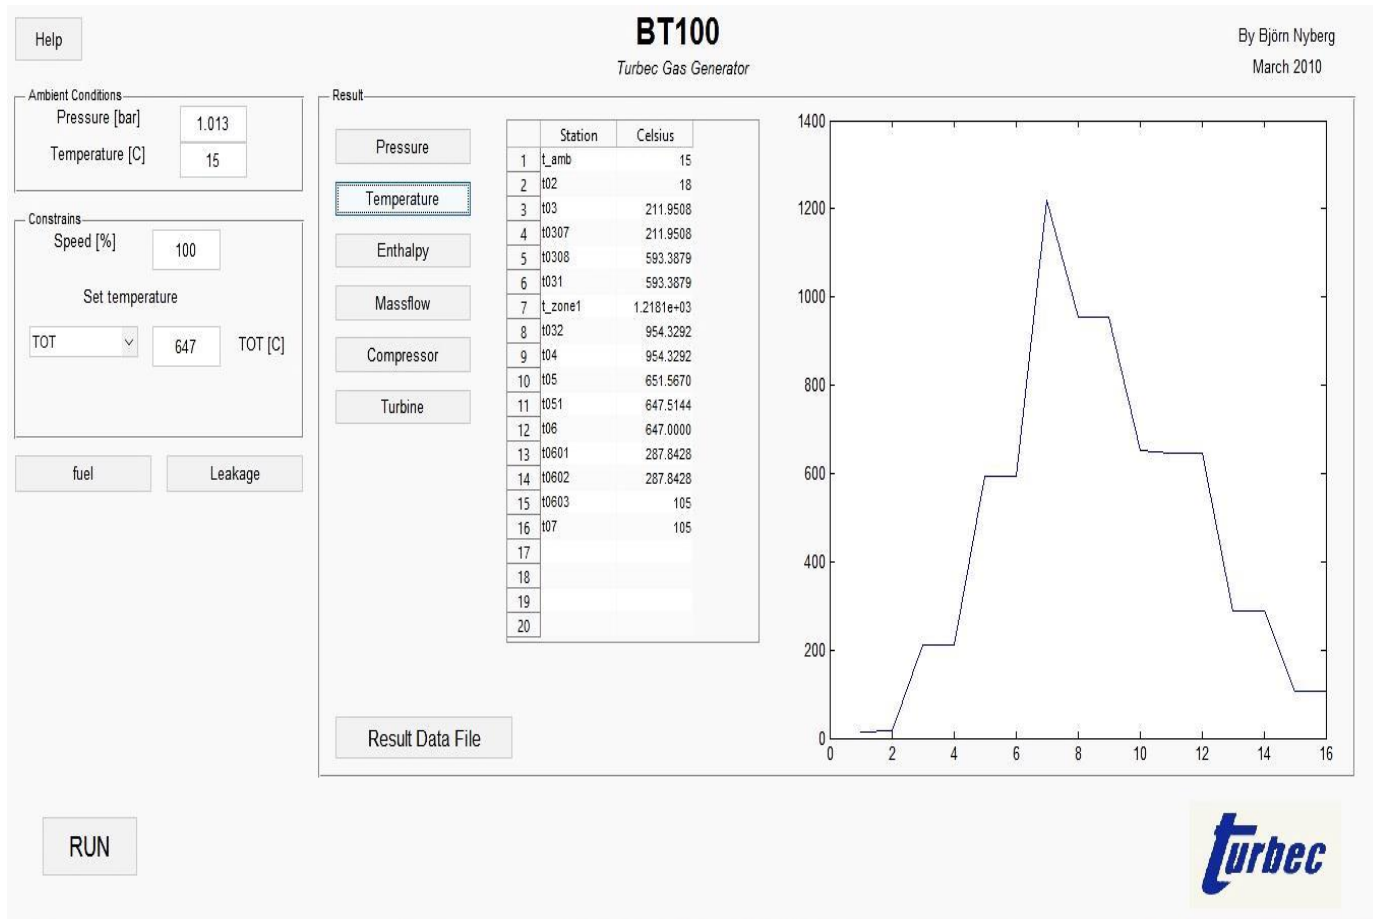 Help
BT100
Turbec Gas Generator
By Björn Nyberg
March 2010
Ambient Conditions
Pressure [bar] 1.013
Temperature [C] 15
Constrains
Speed [%] 100
Set temperature
TOT 647 TOT [C]
fuel Leakage
Result
Pressure
Temperature
Enthalpy
Massflow
Compressor
Turbine
Result Data File
Station Celsius
1 t_amb 15
2 t02 18
3 t03 211.9508
4 t0307 211.9508
5 t0308 593.3879
6 t031 593.3879
7 t_zone1 1.2181e+03
8 t032 954.3292
9 t04 954.3292
10 t05 651.5670
11 t051 647.5144
12 t06 647.0000
13 t0601 287.8428
14 t0602 287.8428
15 t0603 105
16 t07 105
17
18
19
20
1400
1200
1000
800
600
400
200
0
0 2 4 6 8 10 12 14 16
RUN
turbec